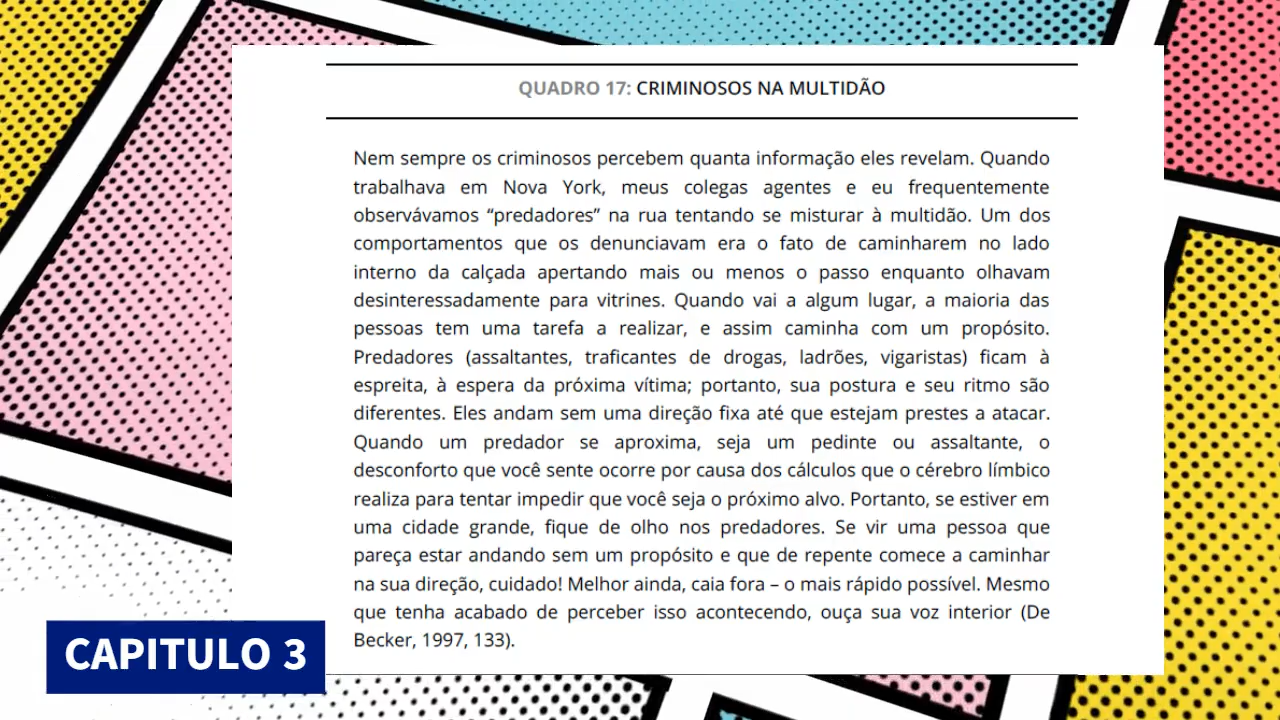 QUADRO 17: CRIMINOSOS NA MULTIDÃO
Nem sempre os criminosos percebem quanta informação eles revelam. Quando
trabalhava em Nova York, meus colegas agentes e eu frequentemente
observávamos “predadores” na rua tentando se misturar à multidão. Um dos
comportamentos que os denunciavam era o fato de caminharem no lado
interno da calçada apertando mais ou menos o passo enquanto olhavam
desinteressadamente para vitrines. Quando vai a algum lugar, a maioria das
pessoas tem uma tarefa a realizar, e assim caminha com um propósito.
Predadores (assaltantes, traficantes de drogas, ladrões, vigaristas) ficam à
espreita, à espera da próxima vítima; portanto, sua postura e seu ritmo são
diferentes. Eles andam sem uma direção fixa até que estejam prestes a atacar.
Quando um predador se aproxima, seja um pedinte ou assaltante, o
desconforto que você sente ocorre por causa dos cálculos que o cérebro límbico
realiza para tentar impedir que você seja o próximo alvo. Portanto, se estiver em
uma cidade grande, fique de olho nos predadores. Se vir uma pessoa que
pareça estar andando sem um propósito e que de repente comece a caminhar
na sua direção, cuidado! Melhor ainda, caia fora – o mais rápido possível. Mesmo
que tenha acabado de perceber isso acontecendo, ouça sua voz interior (De
Becker, 1997, 133).
CAPITULO 3